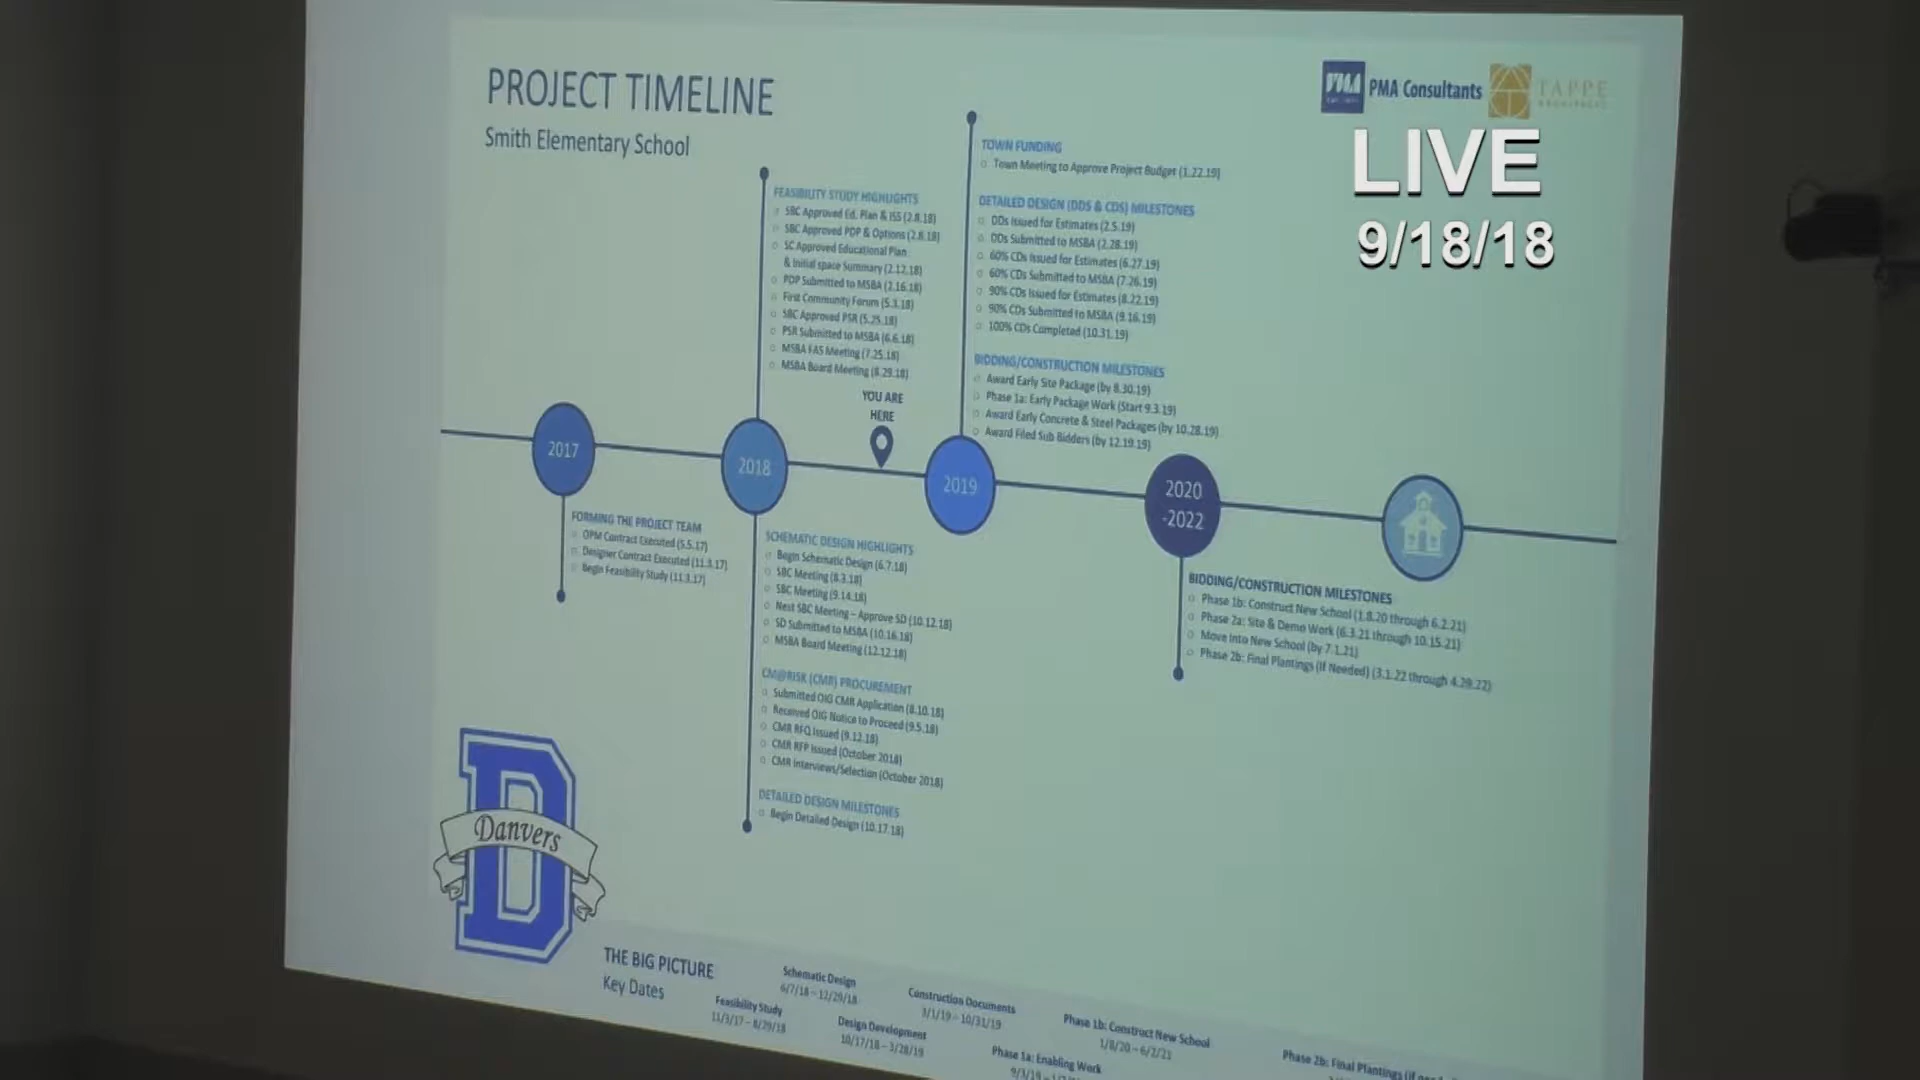 PROJECT TIMELINE
Smith Elementary School
PMA Consultants
TAPPE
LIVE
9/18/18
FEASIBILITY STUDY HIGHLIGHTS
SBC Approved Ed. Plan & ISS (2.8.18)
SBC Approved PDP & Options (2.8.18)
SC Approved Educational Plan
& Initial space Summary (2.12.18)
PDP Submitted to MSBA (2.16.18)
First Community Forum (5.3.18)
SBC Approved PSR (5.25.18)
PSR Submitted to MSBA (6.6.18)
MSBA FAS Meeting (7.25.18)
MSBA Board Meeting (8.29.18)
YOU ARE
HERE
TOWN FUNDING
Town Meeting to Approve Project Budget (1.22.19)
DETAILED DESIGN (DDS & CDS) MILESTONES
DDs Issued for Estimates (2.5.19)
DDs Submitted to MSBA (2.28.19)
60% CDs Issued for Estimates (6.27.19)
60% CDs Submitted to MSBA (7.26.19)
90% CDs Issued for Estimates (8.22.19)
90% CDs Submitted to MSBA (9.16.19)
100% CDs Completed (10.31.19)
BIDDING/CONSTRUCTION MILESTONES
Award Early Site Package (by 8.30.19)
Phase 1a: Early Package Work (Start 9.3.19)
Award Early Concrete & Steel Packages (by 10.28.19)
Award Filed Sub Bidders (by 12.19.19)
2017
2018
2019
2020
-2022
FORMING THE PROJECT TEAM
OPM Contract Executed (5.5.17)
Designer Contract Executed (11.3.17)
Begin Feasibility Study (11.3.17)
SCHEMATIC DESIGN HIGHLIGHTS
Begin Schematic Design (6.7.18)
SBC Meeting (8.3.18)
SBC Meeting (9.14.18)
Next SBC Meeting – Approve SD (10.12.18)
SD Submitted to MSBA (10.16.18)
MSBA Board Meeting (12.12.18)
CM@RISK (CMR) PROCUREMENT
Submitted OIG CMR Application (8.10.18)
Received OIG Notice to Proceed (9.5.18)
CMR RFQ Issued (9.12.18)
CMR RFP Issued (October 2018)
CMR Interviews/Selection (October 2018)
DETAILED DESIGN MILESTONES
Begin Detailed Design (10.17.18)
BIDDING/CONSTRUCTION MILESTONES
Phase 1b: Construct New School (1.8.20 through 6.2.21)
Phase 2a: Site & Demo Work (6.3.21 through 10.15.21)
Move Into New School (by 7.1.21)
Phase 2b: Final Plantings (If Needed) (3.1.22 through 4.29.22)
D
Danvers
THE BIG PICTURE
Key Dates
Feasibility Study
11/3/17 – 8/29/18
Schematic Design
6/7/18 – 12/29/18
Design Development
10/17/18 – 3/28/19
Construction Documents
3/1/19 – 10/31/19
Phase 1a: Enabling Work
9/3/19 –
Phase 1b: Construct New School
1/8/20 – 6/2/21
Phase 2b: Final Plantings